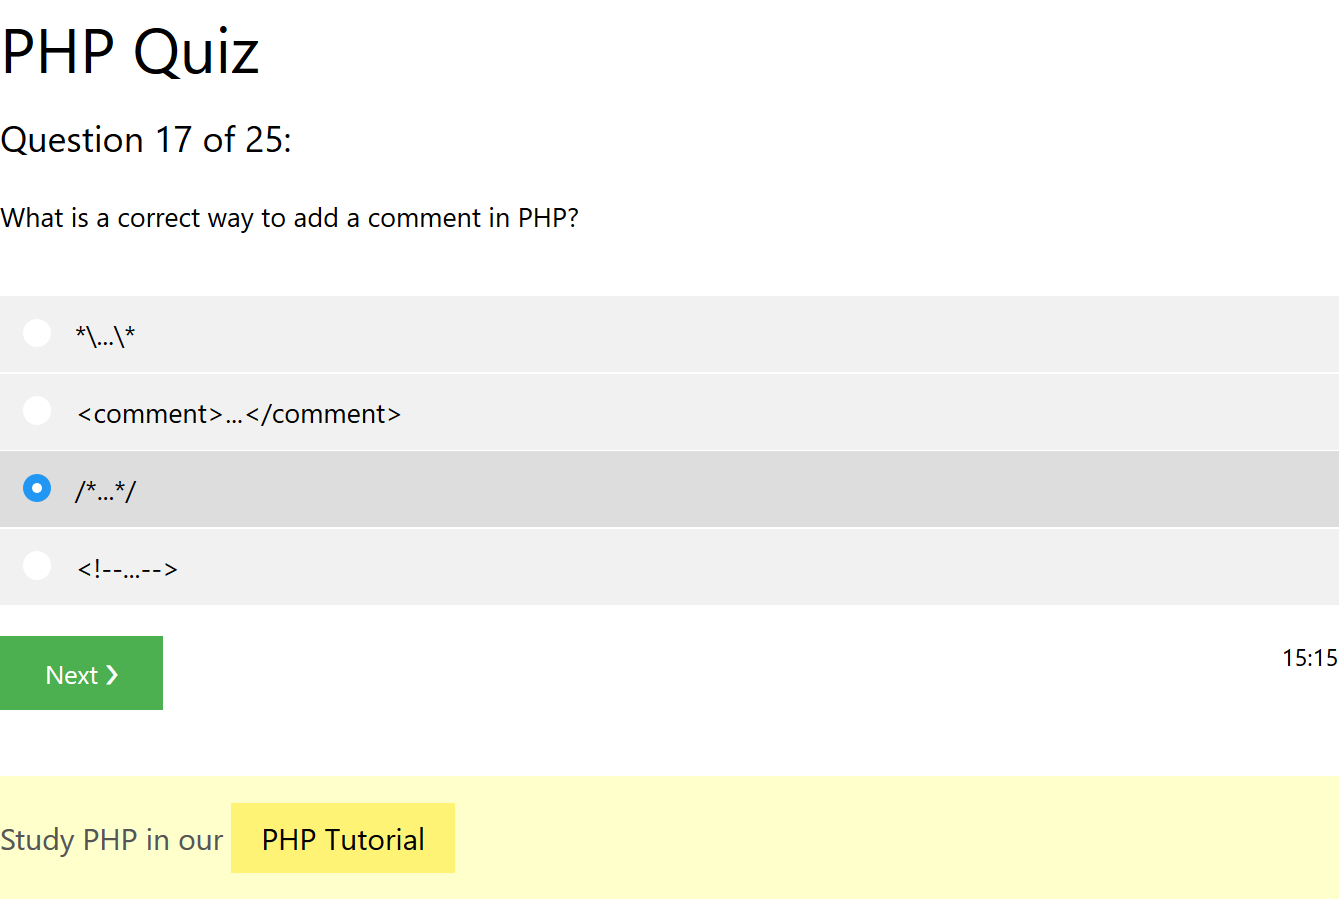 PHP Quiz
Question 17 of 25:
What is a correct way to add a comment in PHP?
*\...\*
<comment>...</comment>
/*...*/
<!--...-->
Next ❯
15:15
Study PHP in our PHP Tutorial